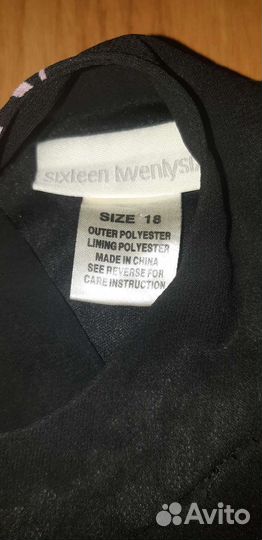 sixteen twentysi
SIZE 18
OUTER POLYESTER
LINING POLYESTER
MADE IN CHINA
SEE REVERSE FOR
CARE INSTRUCTION
Avito